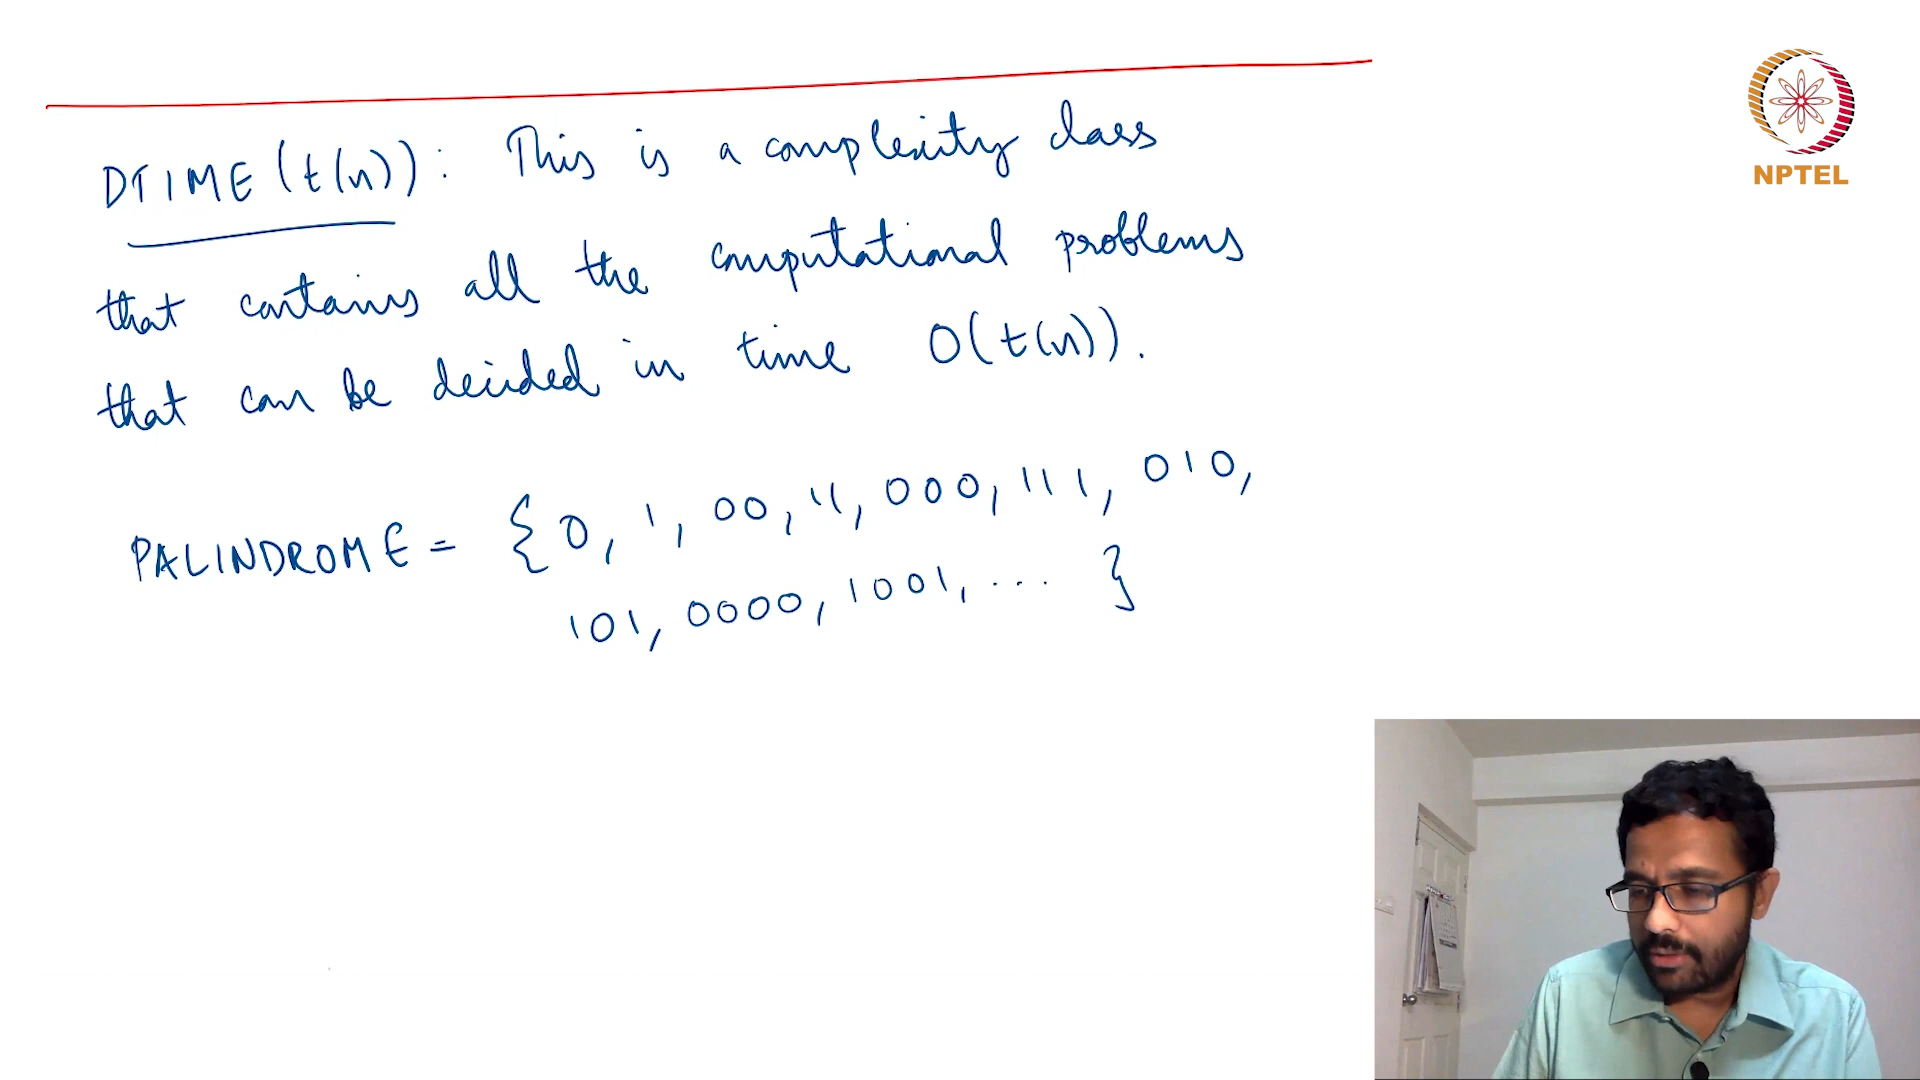 DTIME(t(n)): This is a complexity class
that contains all the computational problems
that can be decided in time O(t(n)).
PALINDROME = {0, 1, 00, 11, 000, 111, 010,
101, 0000, 1001, ... }
NPTEL